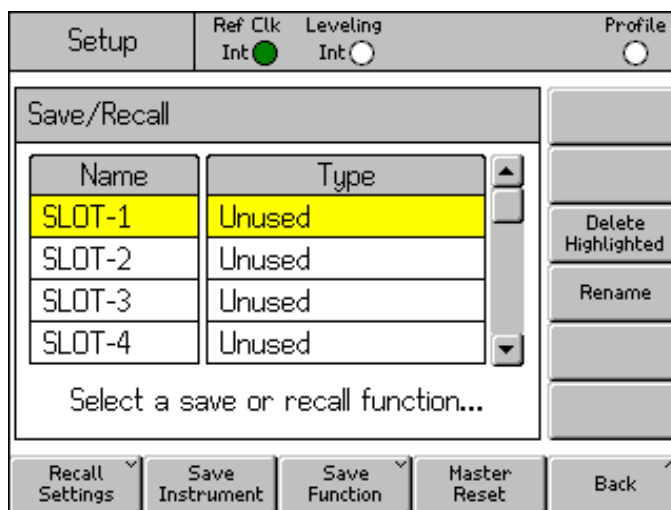 Setup
Ref Clk
Int
Leveling
Int
Profile
Save/Recall
Name Type
SLOT-1 Unused
SLOT-2 Unused
SLOT-3 Unused
SLOT-4 Unused
Select a save or recall function...
Delete
Highlighted
Rename
Recall
Settings
Save
Instrument
Save
Function
Master
Reset
Back